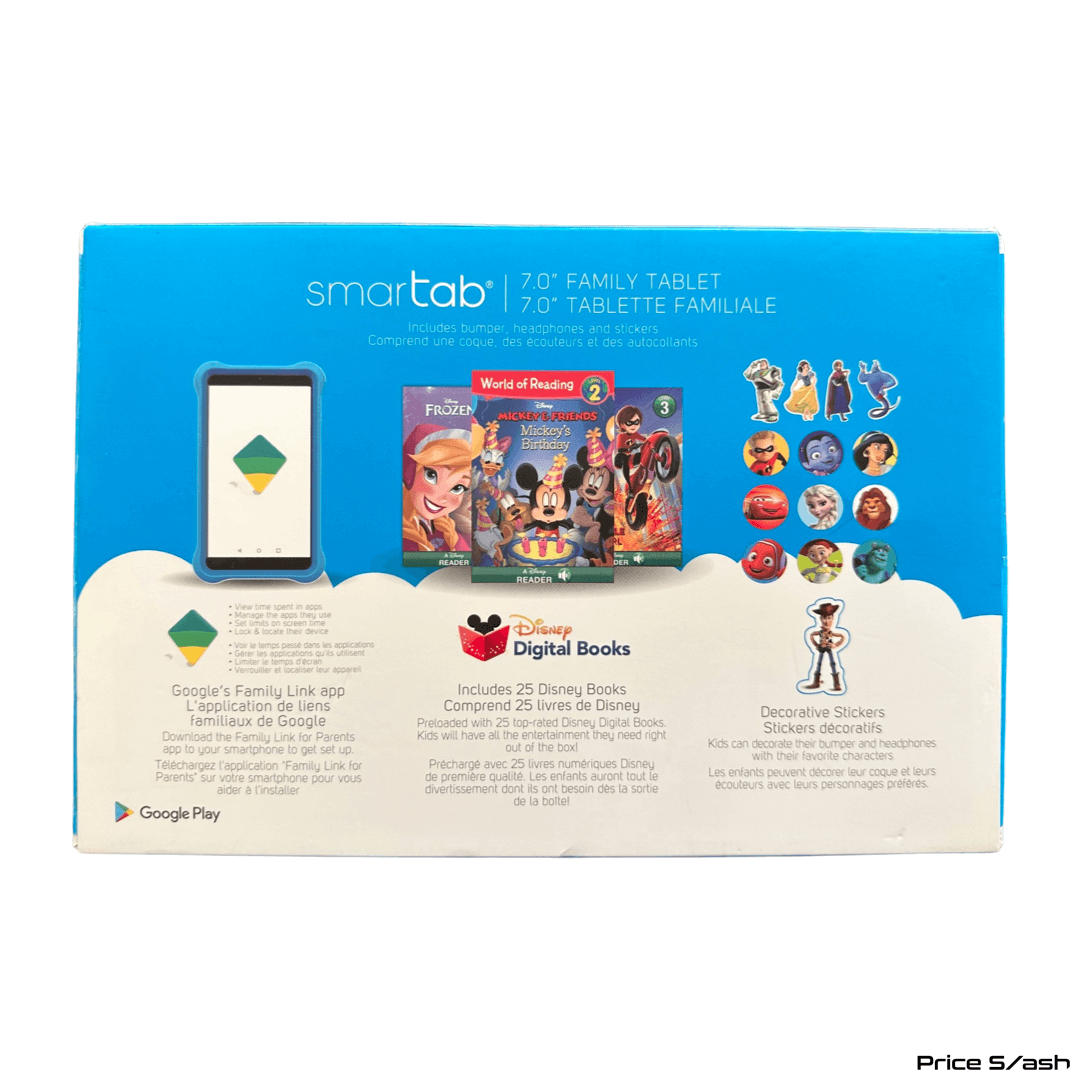 smartab® | 7.0" FAMILY TABLET
7.0" TABLETTE FAMILIALE
Includes bumper, headphones and stickers
Comprend une coque, des écouteurs et des autocollants
Disney
FROZEN
A Disney
READER
World of Reading
LEVEL 2
Disney
MICKEY & FRIENDS
Mickey's
Birthday
A Disney
READER
3
• View time spent in apps
• Manage the apps they use
• Set limits on screen time
• Lock & locate their device
• Voir le temps passé dans les applications
• Gérer les applications qu'ils utilisent
• Limiter le temps d'écran
• Verrouiller et localiser leur appareil
Google's Family Link app
L'application de liens
familiaux de Google
Download the Family Link for Parents
app to your smartphone to get set up.
Téléchargez l'application "Family Link for
Parents" sur votre smartphone pour vous
aider à l'installer
Google Play
Disney
Digital Books
Includes 25 Disney Books
Comprend 25 livres de Disney
Preloaded with 25 top-rated Disney Digital Books.
Kids will have all the entertainment they need right
out of the box!
Préchargé avec 25 livres numériques Disney
de première qualité. Les enfants auront tout le
divertissement dont ils ont besoin dès la sortie
de la boîte!
Decorative Stickers
Stickers décoratifs
Kids can decorate their bumper and headphones
with their favorite characters
Les enfants peuvent décorer leur coque et leurs
écouteurs avec leurs personnages préférés.
Price S/ash